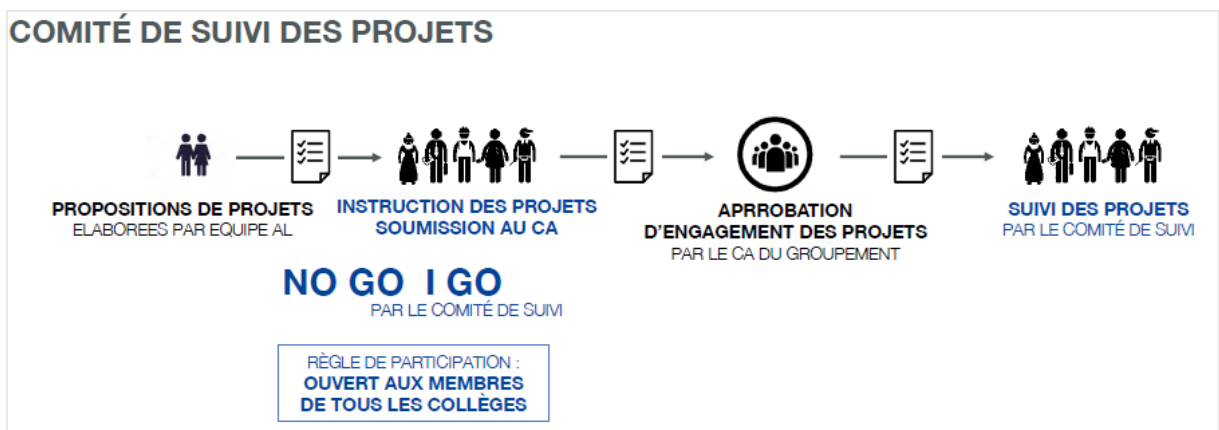 COMITÉ DE SUIVI DES PROJETS
PROPOSITIONS DE PROJETS
ELABOREES PAR EQUIPE AL
INSTRUCTION DES PROJETS
SOUMISSION AU CA
NO GO I GO
PAR LE COMITÉ DE SUIVI
RÈGLE DE PARTICIPATION :
OUVERT AUX MEMBRES
DE TOUS LES COLLÈGES
APRROBATION
D'ENGAGEMENT DES PROJETS
PAR LE CA DU GROUPEMENT
SUIVI DES PROJETS
PAR LE COMITÉ DE SUIVI